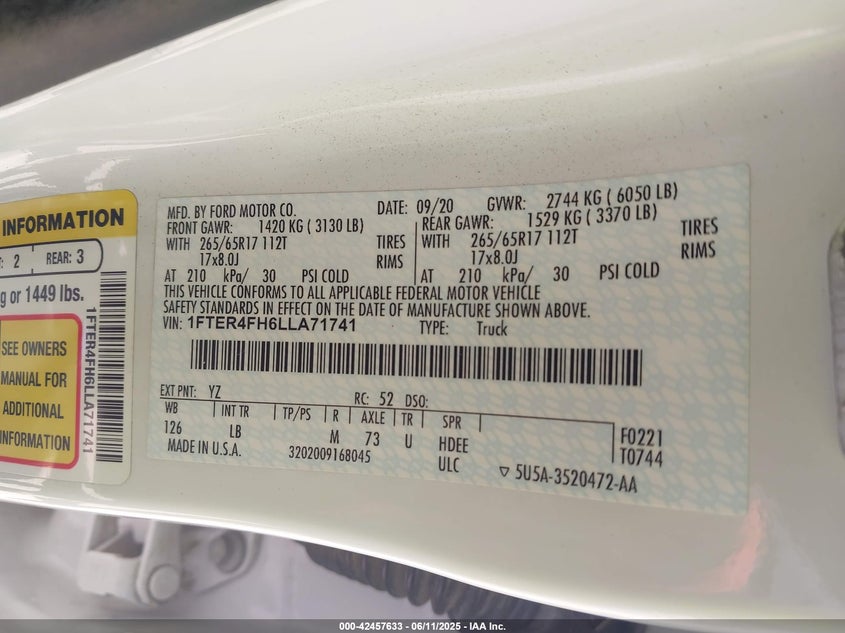 INFORMATION
: 2 REAR: 3
g or 1449 lbs.
SEE OWNERS
MANUAL FOR
ADDITIONAL
INFORMATION
1FTER4FH6LLA71741
MFD. BY FORD MOTOR CO. DATE: 09/20 GVWR: 2744 KG ( 6050 LB)
FRONT GAWR: 1420 KG ( 3130 LB) REAR GAWR: 1529 KG ( 3370 LB)
WITH 265/65R17 112T TIRES WITH 265/65R17 112T TIRES
17x8.0J RIMS 17x8.0J RIMS
AT 210 kPa/ 30 PSI COLD AT 210 kPa/ 30 PSI COLD
THIS VEHICLE CONFORMS TO ALL APPLICABLE FEDERAL MOTOR VEHICLE
SAFETY STANDARDS IN EFFECT ON THE DATE OF MANUFACTURE SHOWN ABOVE.
VIN: 1FTER4FH6LLA71741 TYPE: Truck
EXT PNT: YZ RC: 52 DSO:
WB INT TR TP/PS R AXLE TR SPR
126 LB M 73 U HDEE F0221
MADE IN U.S.A. 3202009168045 ULC T0744
5U5A-3520472-AA
000-42457633 - 06/11/2025 - IAA Inc.